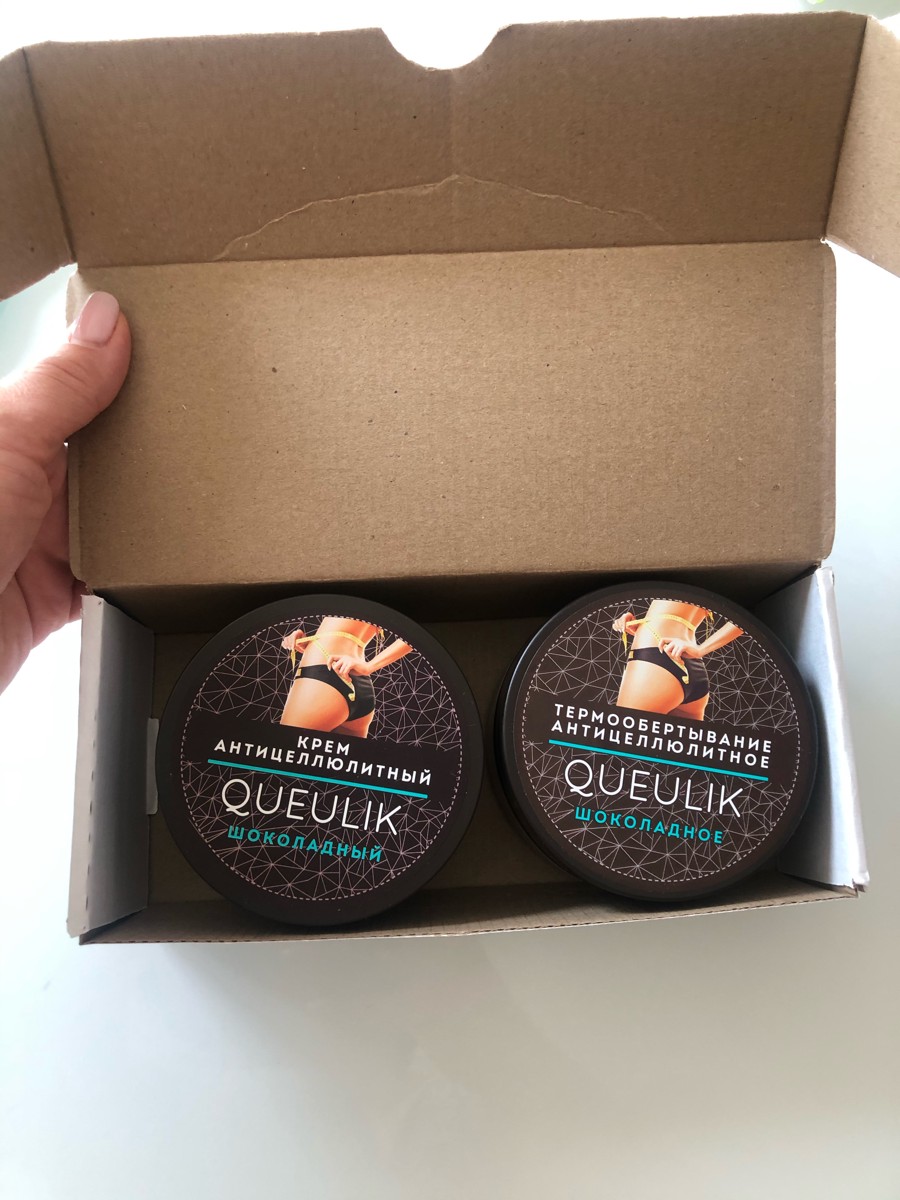 КРЕМ
АНТИЦЕЛЛЮЛИТНЫЙ
QUEULIK
ШОКОЛАДНЫЙ
ТЕРМООБЕРТЫВАНИЕ
АНТИЦЕЛЛЮЛИТНОЕ
QUEULIK
ШОКОЛАДНОЕ